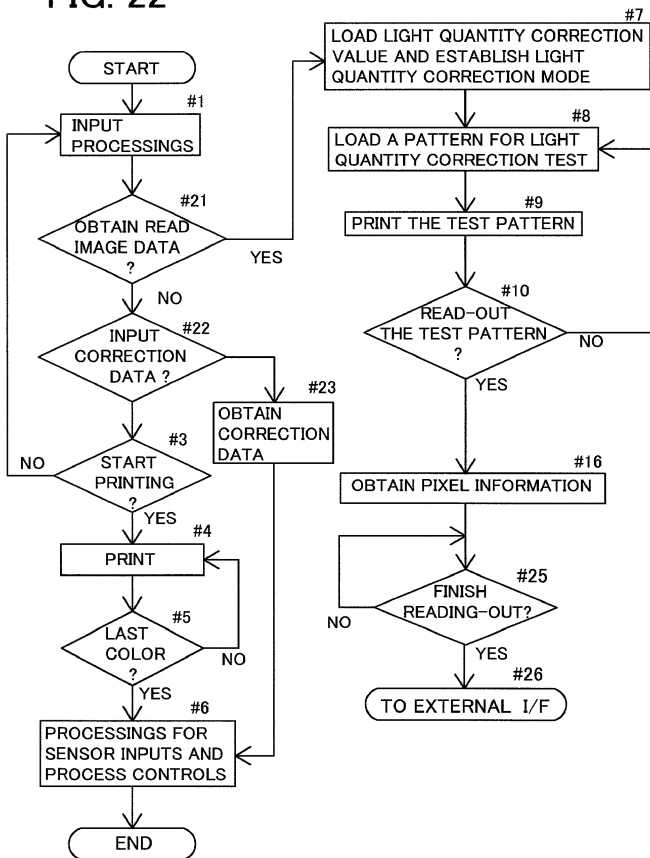 FIG. 22
START
#1
INPUT
PROCESSINGS
#21
OBTAIN READ
IMAGE DATA
?
YES
NO
#22
INPUT
CORRECTION
DATA ?
#23
OBTAIN
CORRECTION
DATA
#3
NO
START
PRINTING
?
YES
#4
PRINT
#5
LAST
COLOR
?
NO
YES
#6
PROCESSINGS FOR
SENSOR INPUTS AND
PROCESS CONTROLS
END
#7
LOAD LIGHT QUANTITY CORRECTION
VALUE AND ESTABLISH LIGHT
QUANTITY CORRECTION MODE
#8
LOAD A PATTERN FOR LIGHT
QUANTITY CORRECTION TEST
#9
PRINT THE TEST PATTERN
#10
READ-OUT
THE TEST PATTERN
?
NO
YES
#16
OBTAIN PIXEL INFORMATION
#25
FINISH
READING-OUT?
NO
YES
#26
TO EXTERNAL I/F